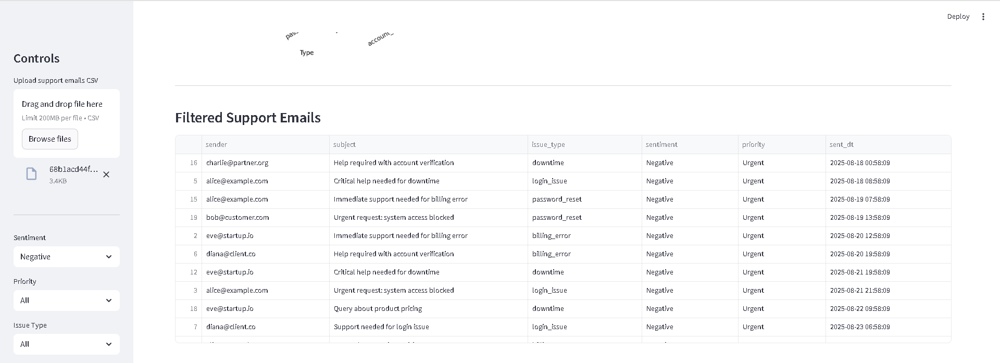 Deploy
Controls
Upload support emails CSV
Drag and drop file here
Limit 200MB per file • CSV
Browse files
68b1acd44f...
3.4KB
Sentiment
Negative
Priority
All
Issue Type
All
Type
Filtered Support Emails
sender subject issue_type sentiment priority sent_dt
16 charlie@partner.org Help required with account verification downtime Negative Urgent 2025-08-18 00:58:09
5 alice@example.com Critical help needed for downtime login_issue Negative Urgent 2025-08-18 08:58:09
15 alice@example.com Immediate support needed for billing error password_reset Negative Urgent 2025-08-19 07:58:09
19 bob@customer.com Urgent request: system access blocked password_reset Negative Urgent 2025-08-19 13:58:09
2 eve@startup.io Immediate support needed for billing error billing_error Negative Urgent 2025-08-20 12:58:09
6 diana@client.co Help required with account verification billing_error Negative Urgent 2025-08-20 19:58:09
12 eve@startup.io Critical help needed for downtime downtime Negative Urgent 2025-08-21 19:58:09
3 alice@example.com Urgent request: system access blocked login_issue Negative Urgent 2025-08-21 21:58:09
18 eve@startup.io Query about product pricing downtime Negative Urgent 2025-08-22 09:58:09
7 diana@client.co Support needed for login issue login_issue Negative Urgent 2025-08-23 06:58:09